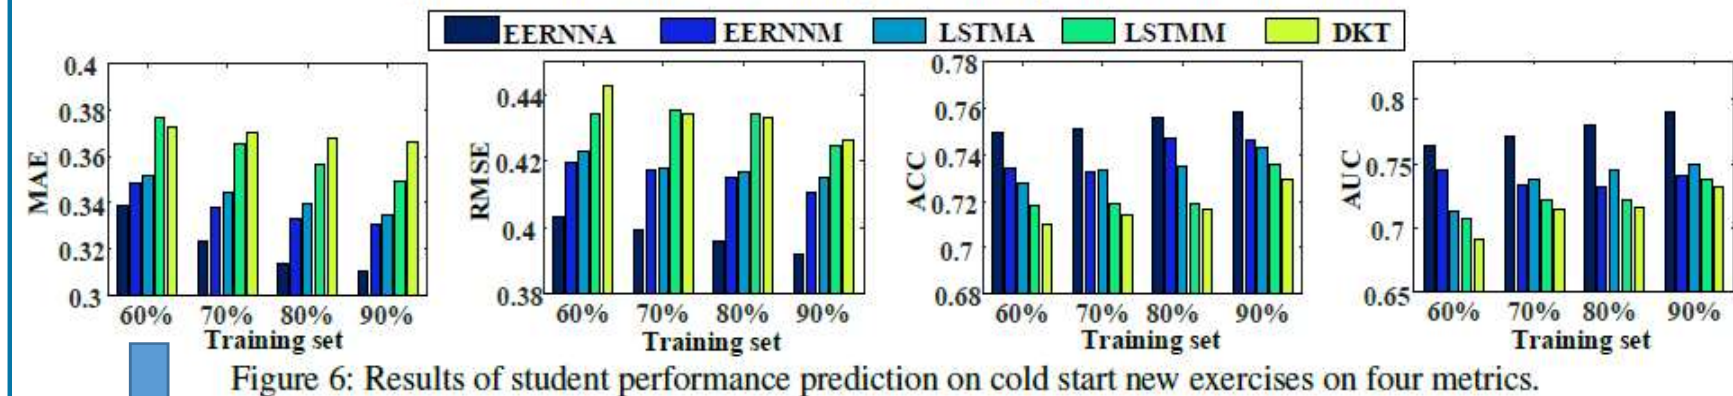 EERNNA EERNNM LSTMA LSTMM DKT
MAE
0.4
0.38
0.36
0.34
0.32
0.3
60% 70% 80% 90%
Training set
RMSE
0.44
0.42
0.4
0.38
60% 70% 80% 90%
Training set
ACC
0.78
0.76
0.74
0.72
0.7
0.68
60% 70% 80% 90%
Training set
AUC
0.8
0.75
0.7
0.65
60% 70% 80% 90%
Training set
Figure 6: Results of student performance prediction on cold start new exercises on four metrics.